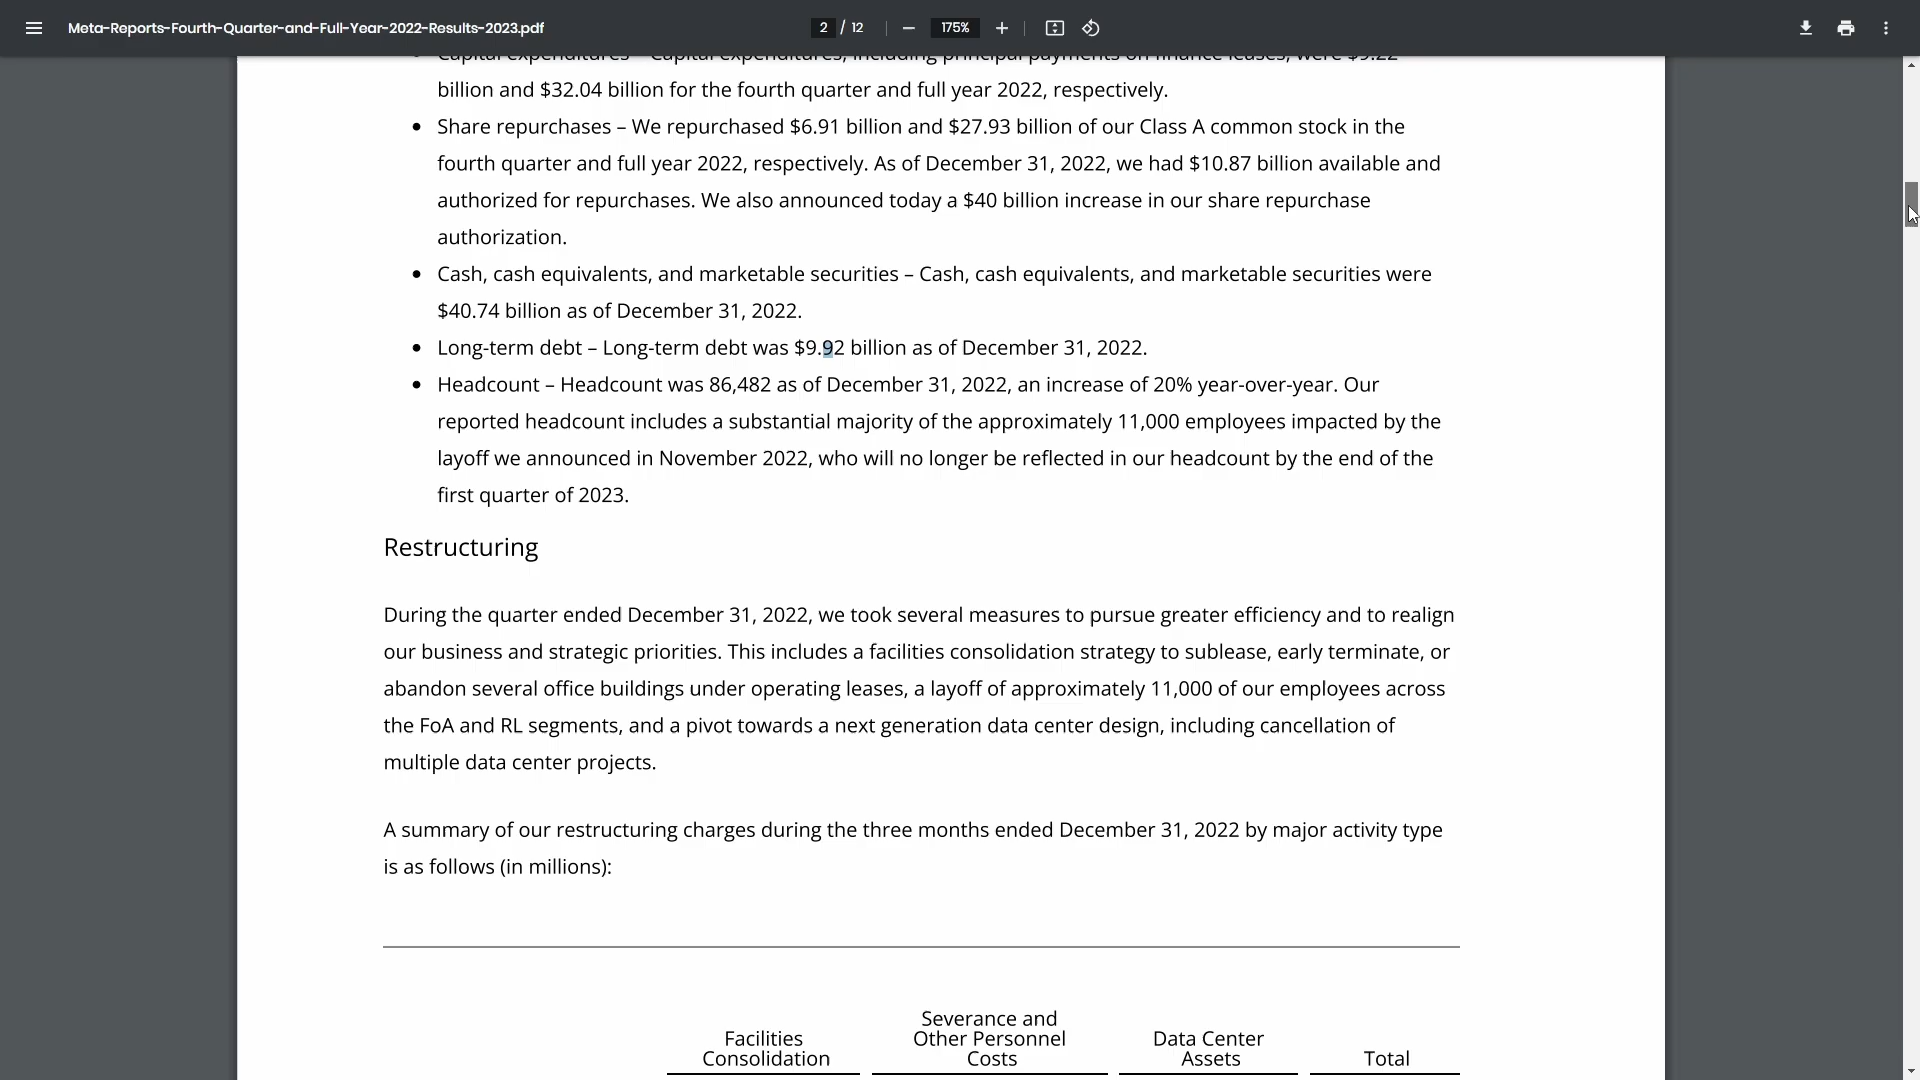 Meta-Reports-Fourth-Quarter-and-Full-Year-2022-Results-2023.pdf
2 / 12
175%
Capital expenditures – Capital expenditures, including principal payments on finance leases, were $9.22
billion and $32.04 billion for the fourth quarter and full year 2022, respectively.
• Share repurchases – We repurchased $6.91 billion and $27.93 billion of our Class A common stock in the
fourth quarter and full year 2022, respectively. As of December 31, 2022, we had $10.87 billion available and
authorized for repurchases. We also announced today a $40 billion increase in our share repurchase
authorization.
• Cash, cash equivalents, and marketable securities – Cash, cash equivalents, and marketable securities were
$40.74 billion as of December 31, 2022.
• Long-term debt – Long-term debt was $9.92 billion as of December 31, 2022.
• Headcount – Headcount was 86,482 as of December 31, 2022, an increase of 20% year-over-year. Our
reported headcount includes a substantial majority of the approximately 11,000 employees impacted by the
layoff we announced in November 2022, who will no longer be reflected in our headcount by the end of the
first quarter of 2023.
Restructuring
During the quarter ended December 31, 2022, we took several measures to pursue greater efficiency and to realign
our business and strategic priorities. This includes a facilities consolidation strategy to sublease, early terminate, or
abandon several office buildings under operating leases, a layoff of approximately 11,000 of our employees across
the FoA and RL segments, and a pivot towards a next generation data center design, including cancellation of
multiple data center projects.
A summary of our restructuring charges during the three months ended December 31, 2022 by major activity type
is as follows (in millions):
Facilities
Consolidation
Severance and
Other Personnel
Costs
Data Center
Assets
Total